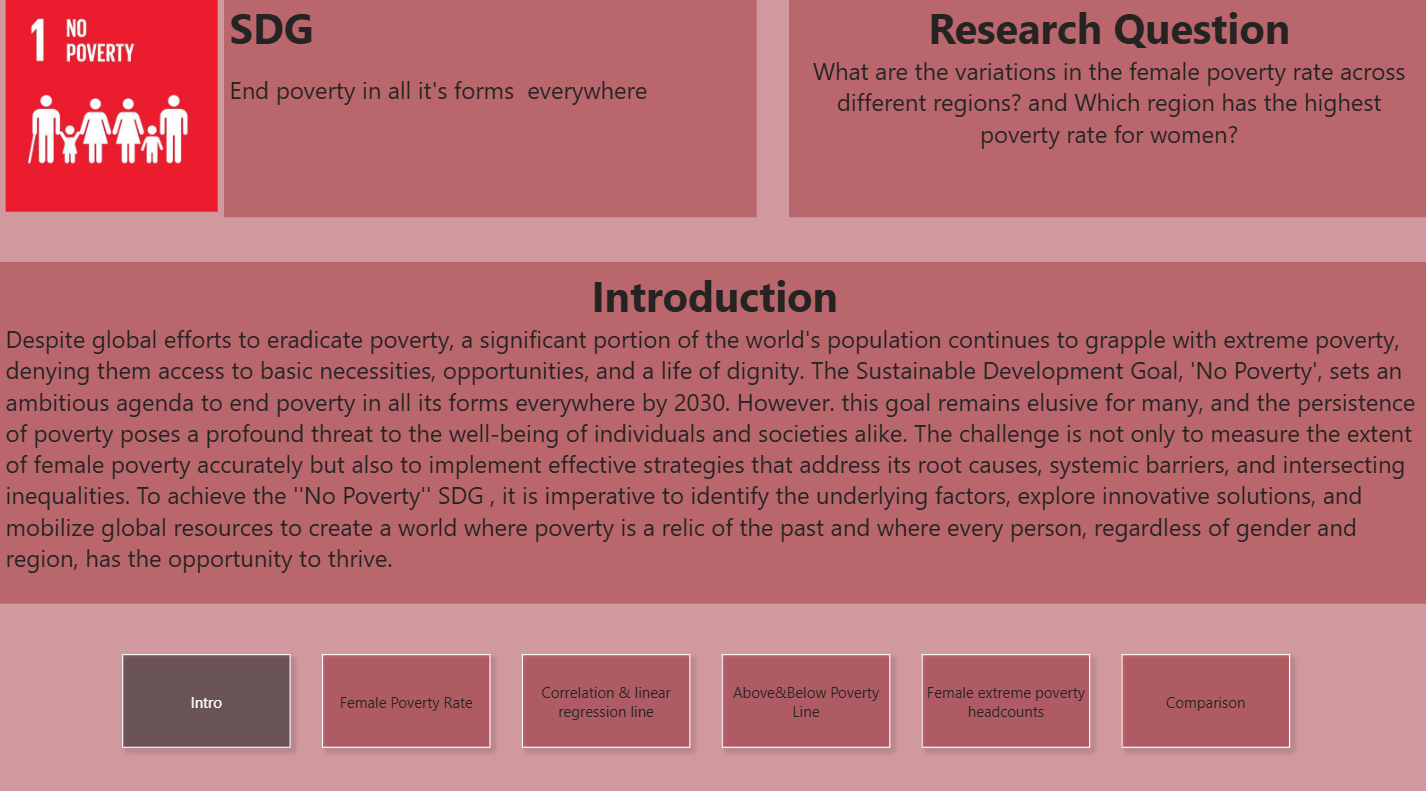 1 NO
POVERTY
SDG
End poverty in all it's forms  everywhere
Research Question
What are the variations in the female poverty rate across
different regions? and Which region has the highest
poverty rate for women?
Introduction
Despite global efforts to eradicate poverty, a significant portion of the world's population continues to grapple with extreme poverty,
denying them access to basic necessities, opportunities, and a life of dignity. The Sustainable Development Goal, 'No Poverty', sets an
ambitious agenda to end poverty in all its forms everywhere by 2030. However. this goal remains elusive for many, and the persistence
of poverty poses a profound threat to the well-being of individuals and societies alike. The challenge is not only to measure the extent
of female poverty accurately but also to implement effective strategies that address its root causes, systemic barriers, and intersecting
inequalities. To achieve the ''No Poverty'' SDG , it is imperative to identify the underlying factors, explore innovative solutions, and
mobilize global resources to create a world where poverty is a relic of the past and where every person, regardless of gender and
region, has the opportunity to thrive.
Intro
Female Poverty Rate
Correlation & linear
regression line
Above&Below Poverty
Line
Female extreme poverty
headcounts
Comparison